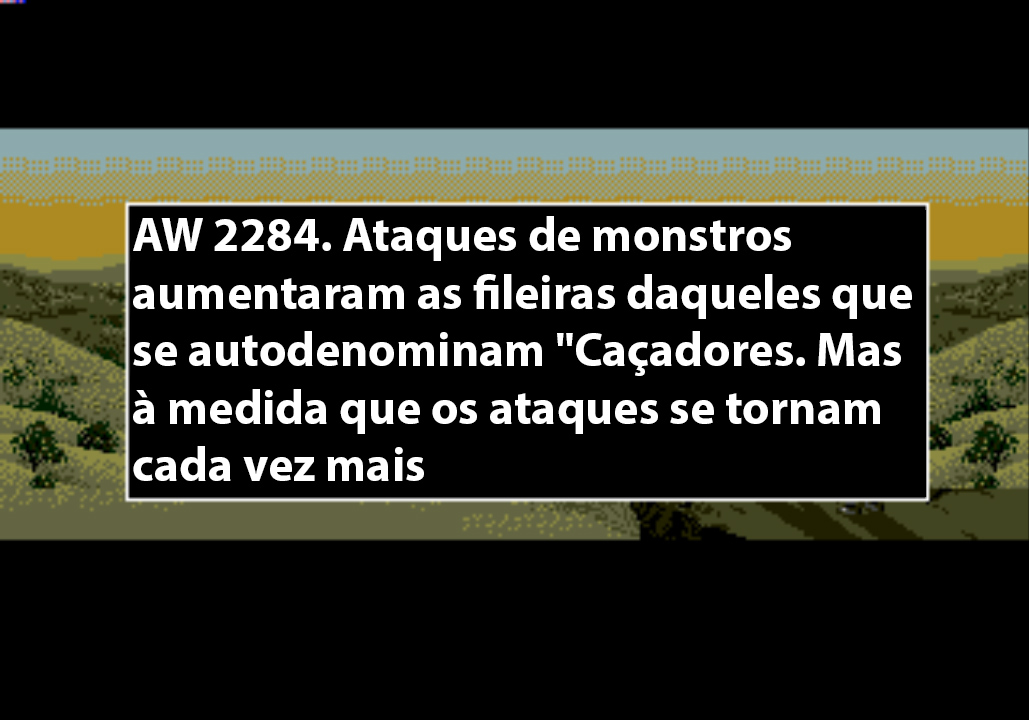 AW 2284. Ataques de monstros
aumentaram as fileiras daqueles que
se autodenominam "Caçadores. Mas
à medida que os ataques se tornam
cada vez mais